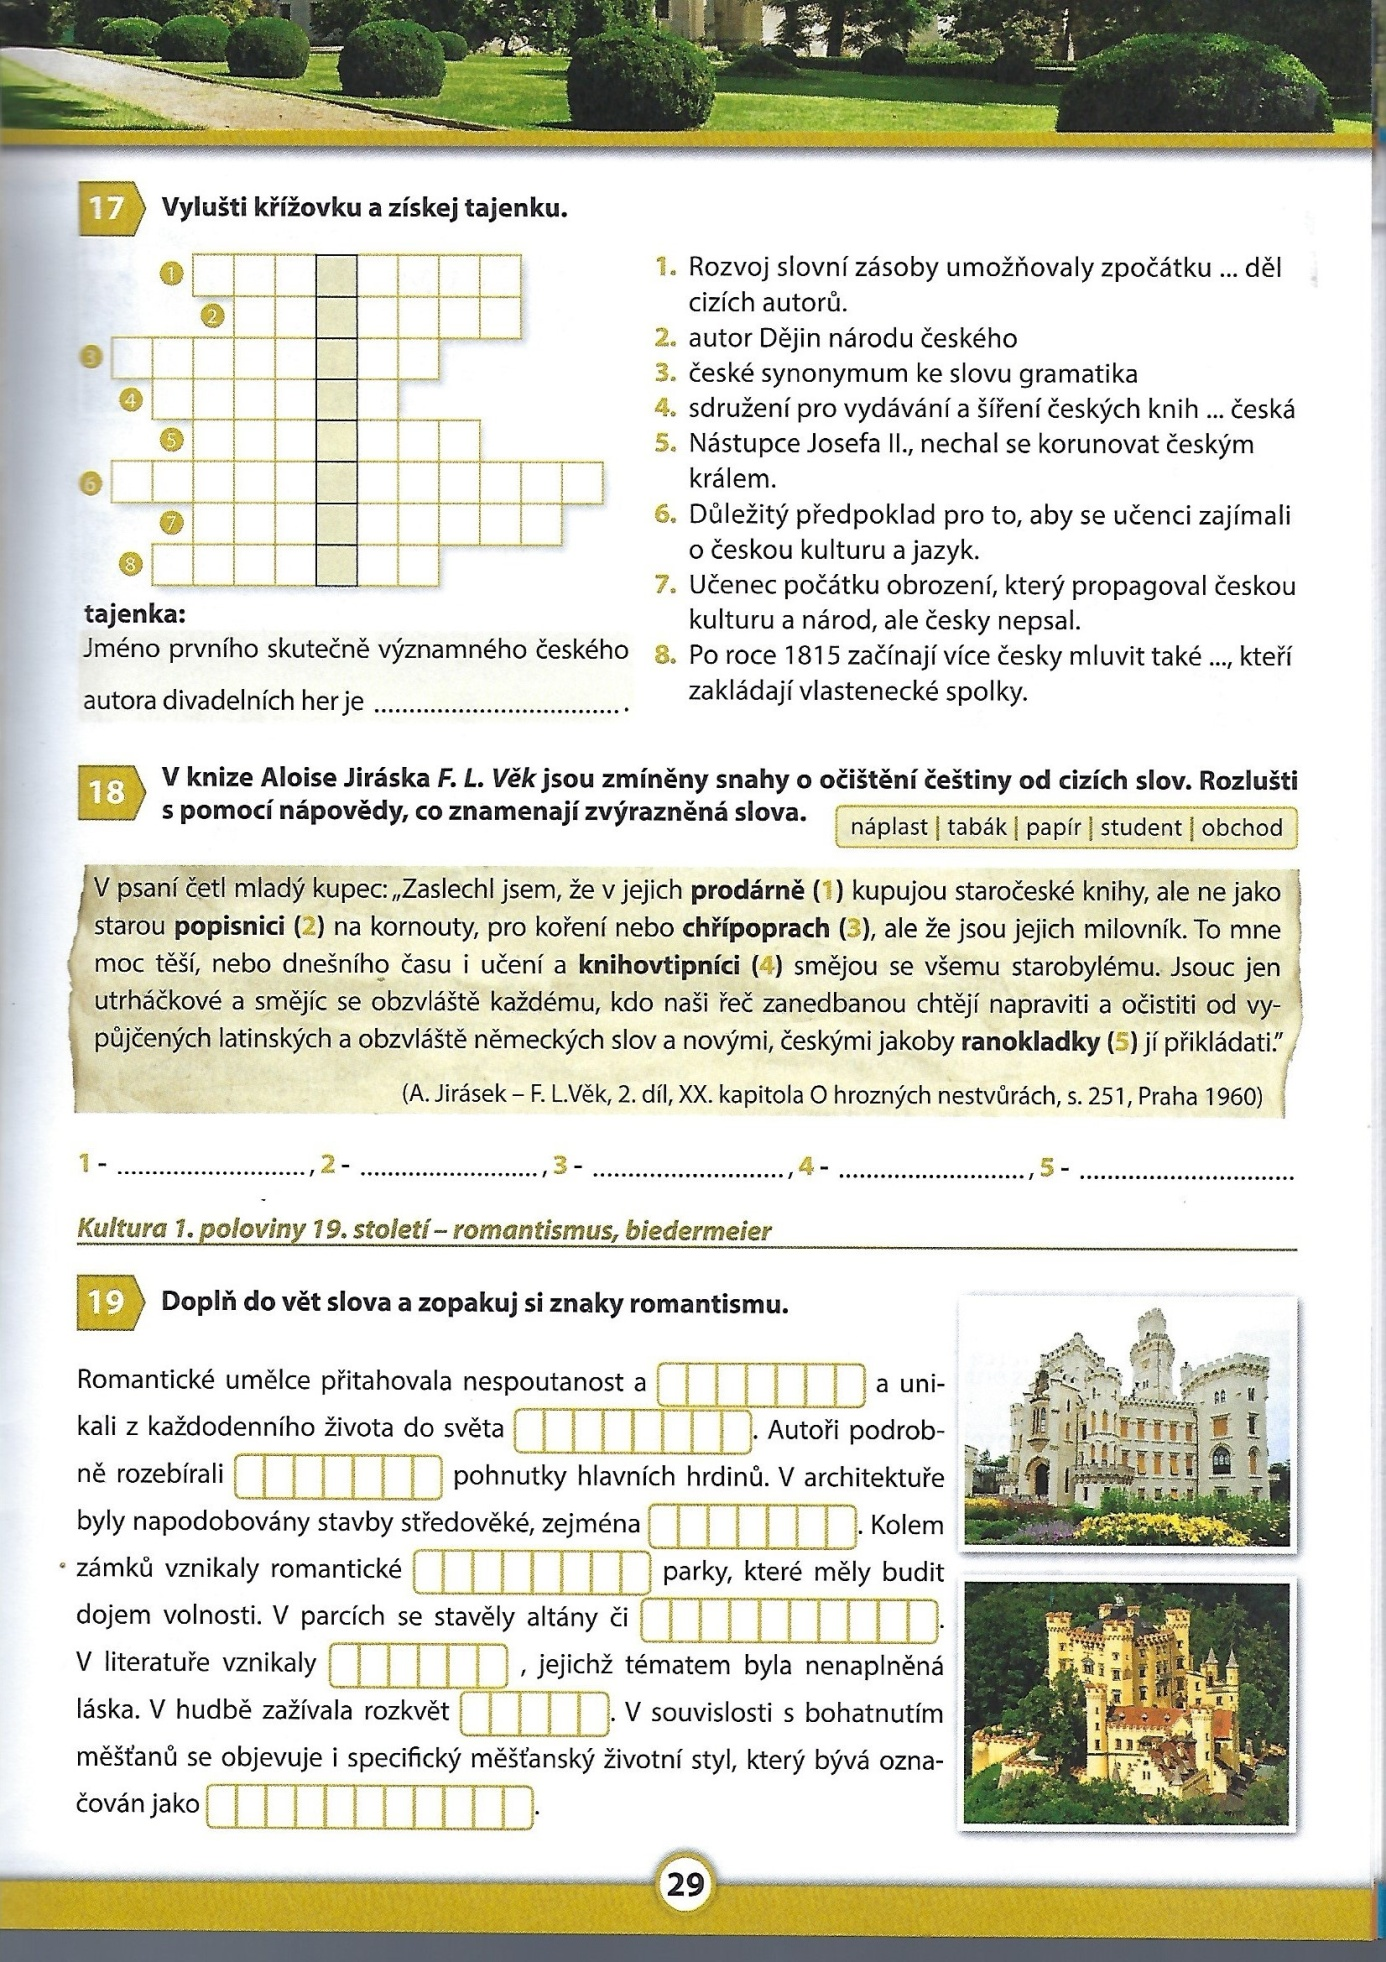 17 Vylušti křížovku a získej tajenku.
1
2
3
4
5
6
7
8
tajenka:
Jméno prvního skutečně významného českého
autora divadelních her je ................................... .
1. Rozvoj slovní zásoby umožňovaly zpočátku ... děl
cizích autorů.
2. autor Dějin národu českého
3. české synonymum ke slovu gramatika
4. sdružení pro vydávání a šíření českých knih ... česká
5. Nástupce Josefa II., nechal se korunovat českým
králem.
6. Důležitý předpoklad pro to, aby se učenci zajímali
o českou kulturu a jazyk.
7. Učenec počátku obrození, který propagoval českou
kulturu a národ, ale česky nepsal.
8. Po roce 1815 začínají více česky mluvit také ..., kteří
zakládají vlastenecké spolky.
18 V knize Aloise Jiráska F. L. Věk jsou zmíněny snahy o očištění češtiny od cizích slov. Rozlušti
s pomocí nápovědy, co znamenají zvýrazněná slova.
náplast | tabák | papír | student | obchod
V psaní četl mladý kupec: „Zaslechl jsem, že v jejich prodárně (1) kupujou staročeské knihy, ale ne jako
starou popisnici (2) na kornouty, pro koření nebo chřípoprach (3), ale že jsou jejich milovník. To mne
moc těší, nebo dnešního času i učení a knihovtipníci (4) smějou se všemu starobylému. Jsouc jen
utrháčkové a smějíc se obzvláště každému, kdo naši řeč zanedbanou chtějí napraviti a očistiti od vy-
půjčených latinských a obzvláště německých slov a novými, českými jakoby ranokladky (5) jí přikládati.”
(A. Jirásek – F. L.Věk, 2. díl, XX. kapitola O hrozných nestvůrách, s. 251, Praha 1960)
1 - ..........................., 2 - ........................., 3 - ..........................., 4 - ..........................., 5 - ...............................
Kultura 1. poloviny 19. století – romantismus, biedermeier
19 Doplň do vět slova a zopakuj si znaky romantismu.
Romantické umělce přitahovala nespoutanost a a uni-
kali z každodenního života do světa . Autoři podrob-
ně rozebírali pohnutky hlavních hrdinů. V architektuře
byly napodobovány stavby středověké, zejména . Kolem
zámků vznikaly romantické parky, které měly budit
dojem volnosti. V parcích se stavěly altány či .
V literatuře vznikaly , jejichž tématem byla nenaplněná
láska. V hudbě zažívala rozkvět . V souvislosti s bohatnutím
měšťanů se objevuje i specifický měšťanský životní styl, který bývá ozna-
čován jako .
29